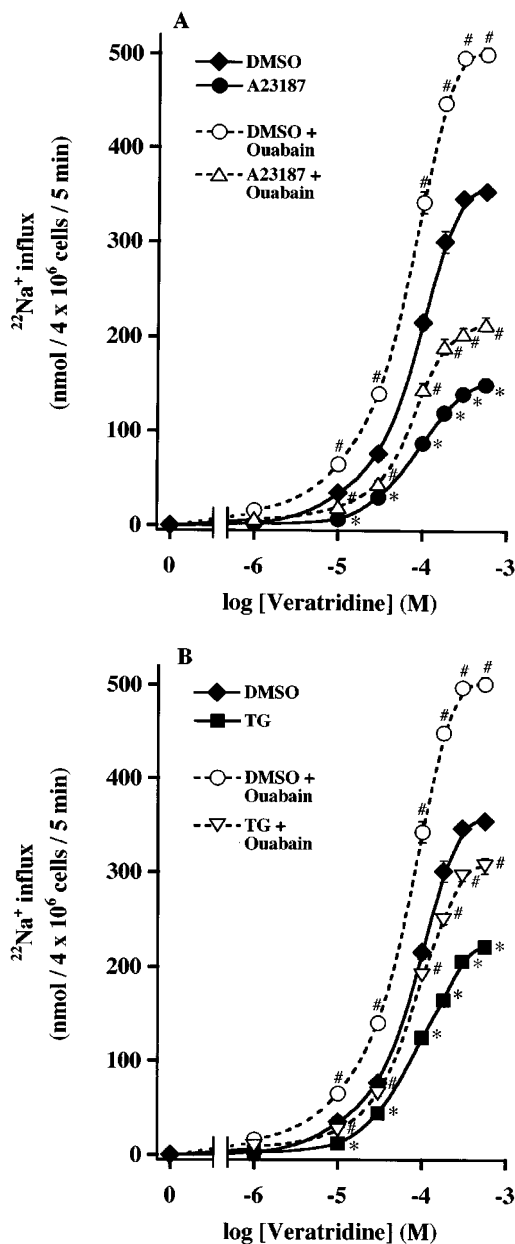 A
500
400
300
200
100
0
²²Na⁺ influx
(nmol / 4 x 10⁶ cells / 5 min)
DMSO
A23187
DMSO +
Ouabain
A23187 +
Ouabain
# # # # # # #
# # # # # #
* * * * * *
0 -6 -5 -4 -3
log [Veratridine] (M)
B
500
400
300
200
100
0
²²Na⁺ influx
(nmol / 4 x 10⁶ cells / 5 min)
DMSO
TG
DMSO +
Ouabain
TG +
Ouabain
# # # # # # #
# # # # # #
* * * * * *
0 -6 -5 -4 -3
log [Veratridine] (M)